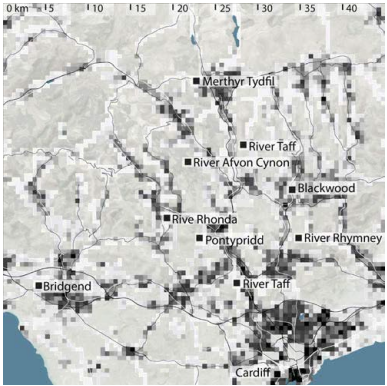 0 km 5 10 15 20 25 30 35 40
Merthyr Tydfil
River Taff
River Afvon Cynon
Blackwood
Rive Rhonda
Pontypridd
River Rhymney
Bridgend
River Taff
Cardiff